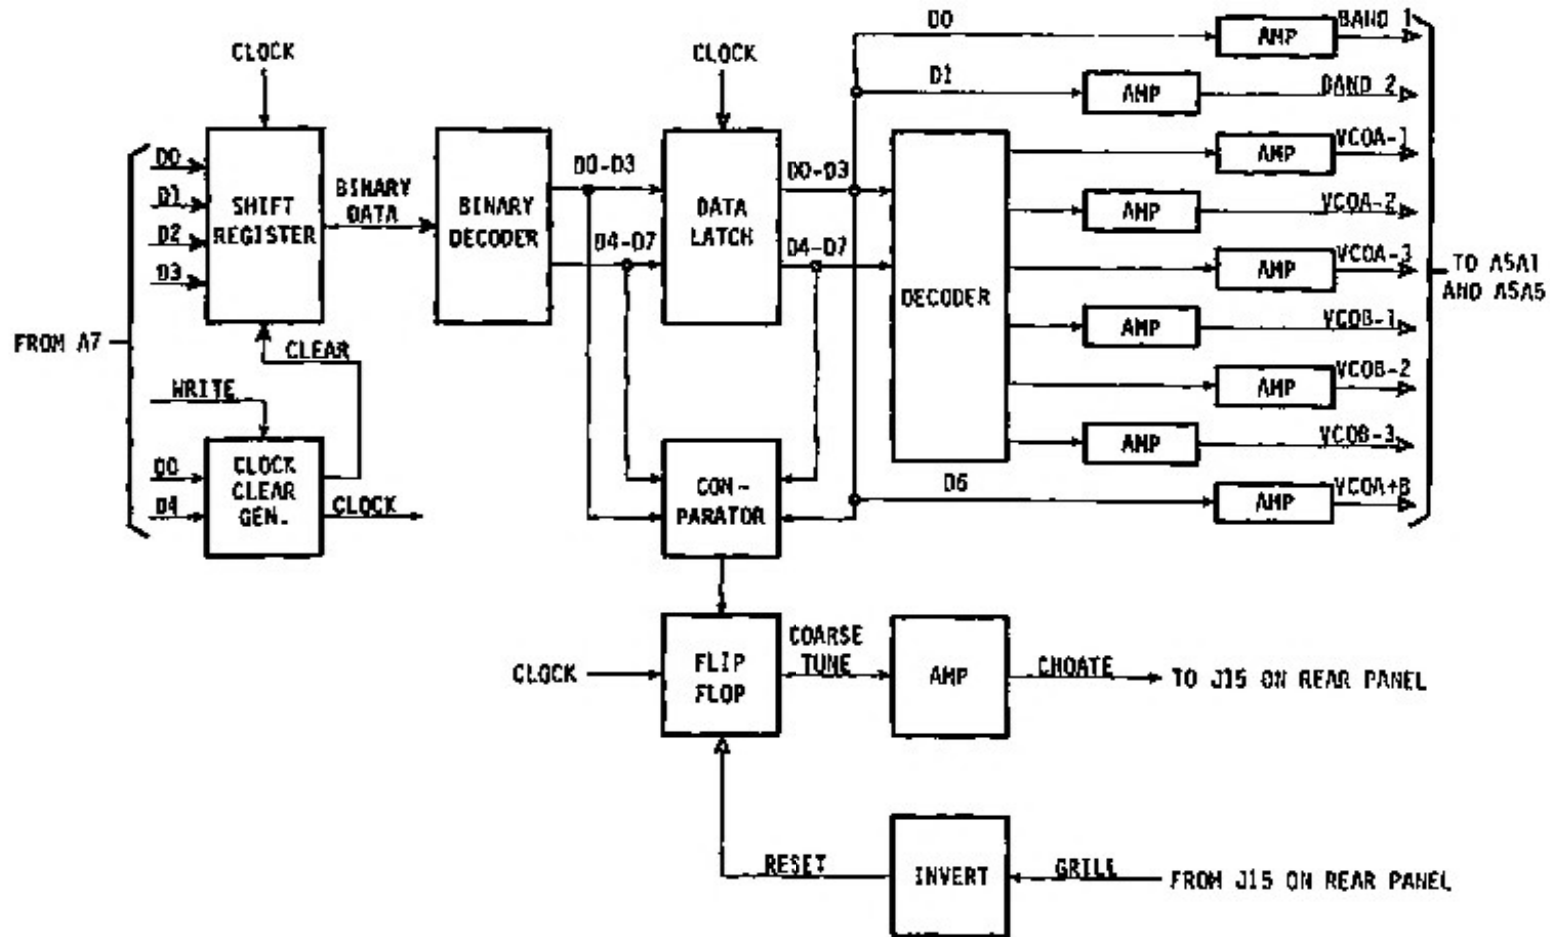 D0
BAND 1
AMP
CLOCK
CLOCK
D1
BAND 2
AMP
D0
D1
D2
D3
SHIFT
REGISTER
BINARY
DATA
BINARY
DECODER
D0-D3
D4-D7
DATA
LATCH
D0-D3
D4-D7
DECODER
AMP
VCOA-1
AMP
VCOA-2
AMP
VCOA-3
TO A5A1
AND A5A5
AMP
VCOB-1
AMP
VCOB-2
AMP
VCOB-3
FROM A7
CLEAR
WRITE
D0
D4
CLOCK
CLEAR
GEN.
CLOCK
COM-
PARATOR
D6
AMP
VCOA+B
CLOCK
FLIP
FLOP
COARSE
TUNE
AMP
CHOATE
TO J15 ON REAR PANEL
RESET
INVERT
GRILL
FROM J15 ON REAR PANEL